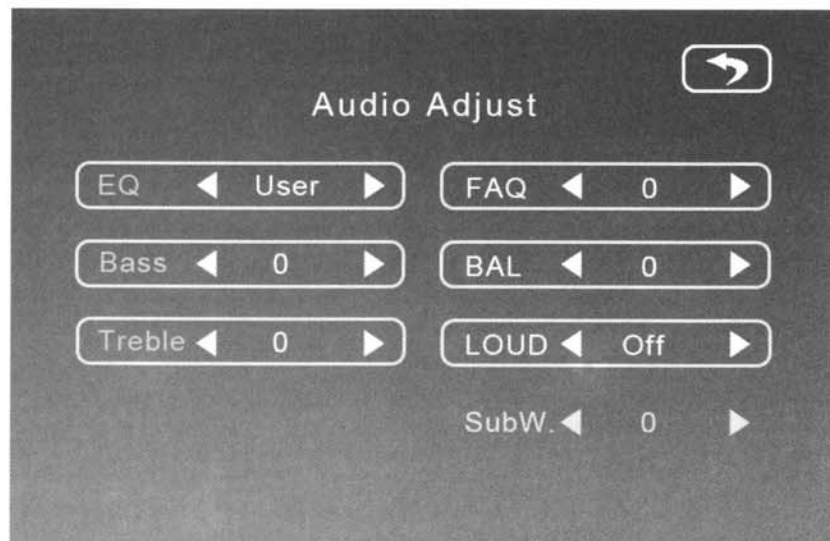 Audio Adjust
EQ User
FAQ 0
Bass 0
BAL 0
Treble 0
LOUD Off
SubW. 0